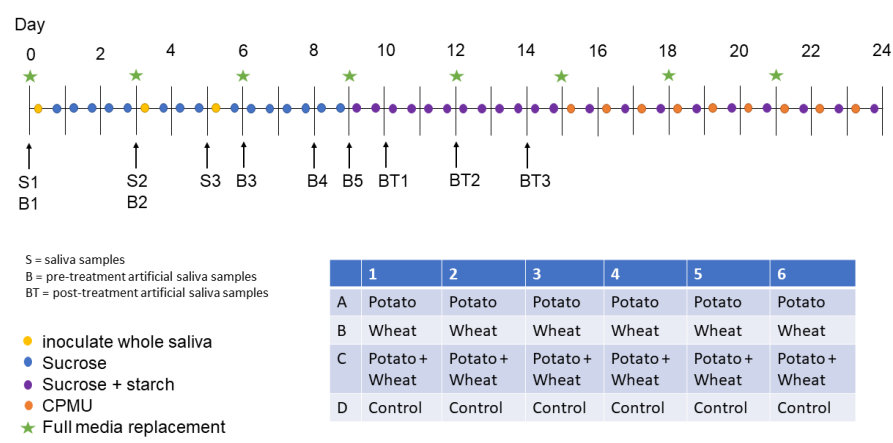 Day
0 2 4 6 8 10 12 14 16 18 20 22 24
S1 S2 S3 B3 B4 B5 BT1 BT2 BT3
B1 B2
S = saliva samples
B = pre-treatment artificial saliva samples
BT = post-treatment artificial saliva samples
inoculate whole saliva
Sucrose
Sucrose + starch
CPMU
Full media replacement
1 2 3 4 5 6
A Potato Potato Potato Potato Potato Potato
B Wheat Wheat Wheat Wheat Wheat Wheat
C Potato + Potato + Potato + Potato + Potato + Potato +
Wheat Wheat Wheat Wheat Wheat Wheat
D Control Control Control Control Control Control